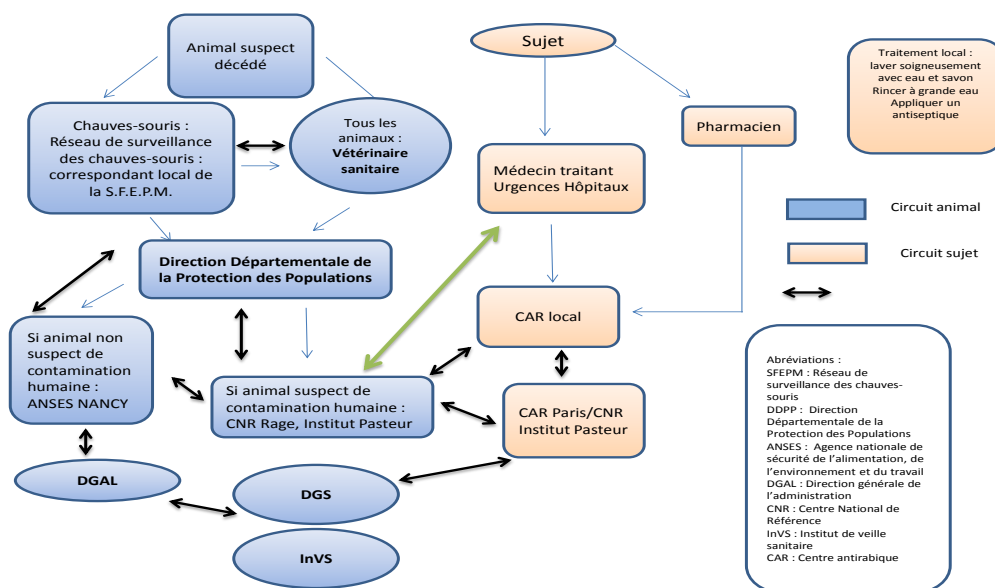 Animal suspect
décédé
Sujet
Traitement local :
laver soigneusement
avec eau et savon
Rincer à grande eau
Appliquer un
antiseptique
Chauves-souris :
Réseau de surveillance
des chauves-souris :
correspondant local de
la S.F.E.P.M.
Tous les
animaux :
Vétérinaire
sanitaire
Pharmacien
Médecin traitant
Urgences Hôpitaux
Circuit animal
Circuit sujet
Direction Départementale de
la Protection des Populations
CAR local
Si animal non
suspect de
contamination
humaine :
ANSES NANCY
Si animal suspect de
contamination humaine :
CNR Rage, Institut Pasteur
CAR Paris/CNR
Institut Pasteur
DGAL
DGS
InVS
Abréviations :
SFEPM : Réseau de
surveillance des chauves-
souris
DDPP :  Direction
Départementale de la
Protection des Populations
ANSES :  Agence nationale de
sécurité de l'alimentation, de
l'environnement et du travail
DGAL : Direction générale de
l'administration
CNR : Centre National de
Référence
InVS : Institut de veille
sanitaire
CAR : Centre antirabique